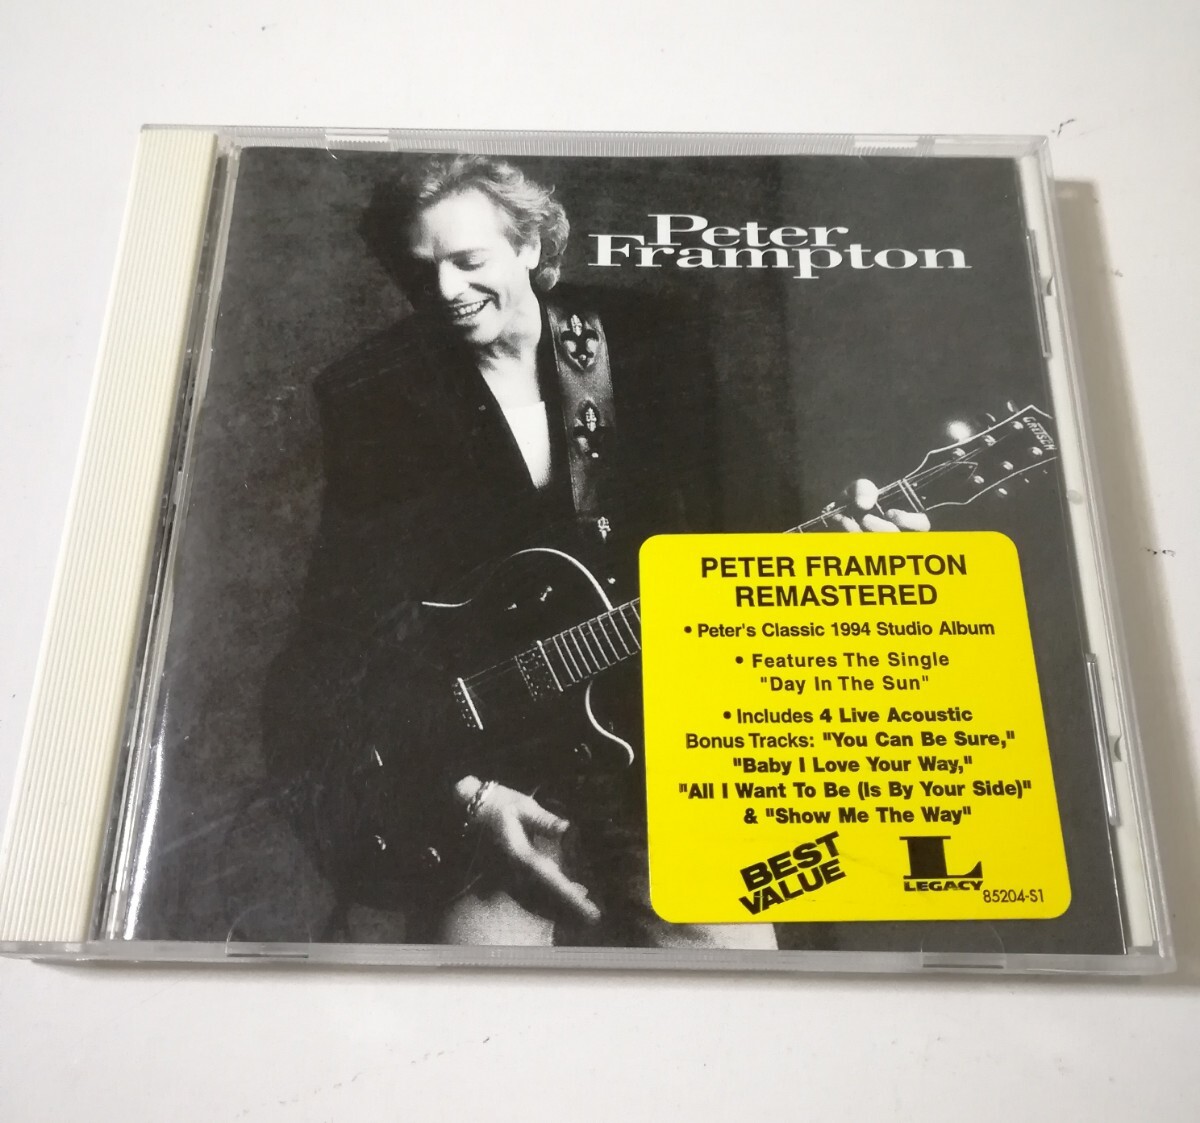 Peter
Frampton
GRETSCH
PETER FRAMPTON
REMASTERED
• Peter's Classic 1994 Studio Album
• Features The Single
"Day In The Sun"
• Includes 4 Live Acoustic
Bonus Tracks: "You Can Be Sure,"
"Baby I Love Your Way,"
"All I Want To Be (Is By Your Side)"
& "Show Me The Way"
BEST
VALUE
L
LEGACY
85204-S1